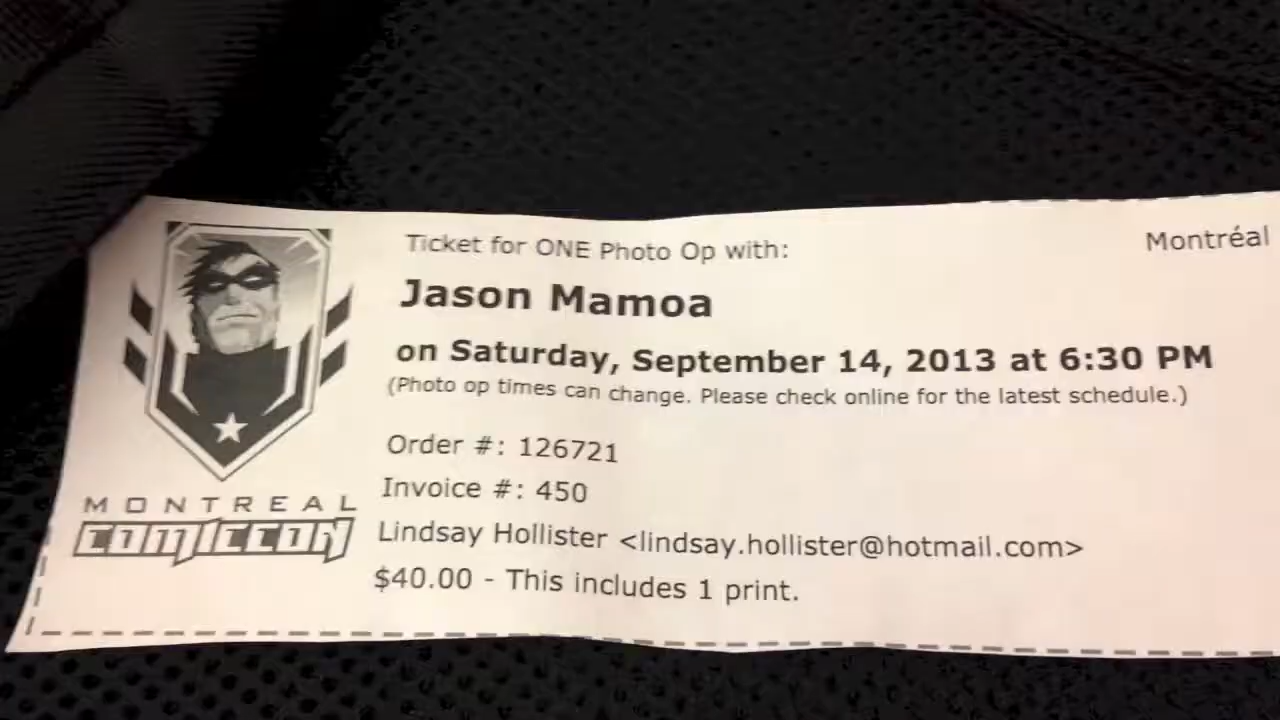 Ticket for ONE Photo Op with:
Montréal
Jason Mamoa
on Saturday, September 14, 2013 at 6:30 PM
(Photo op times can change. Please check online for the latest schedule.)
Order #: 126721
Invoice #: 450
Lindsay Hollister <lindsay.hollister@hotmail.com>
$40.00 - This includes 1 print.
MONTREAL
COMICCON